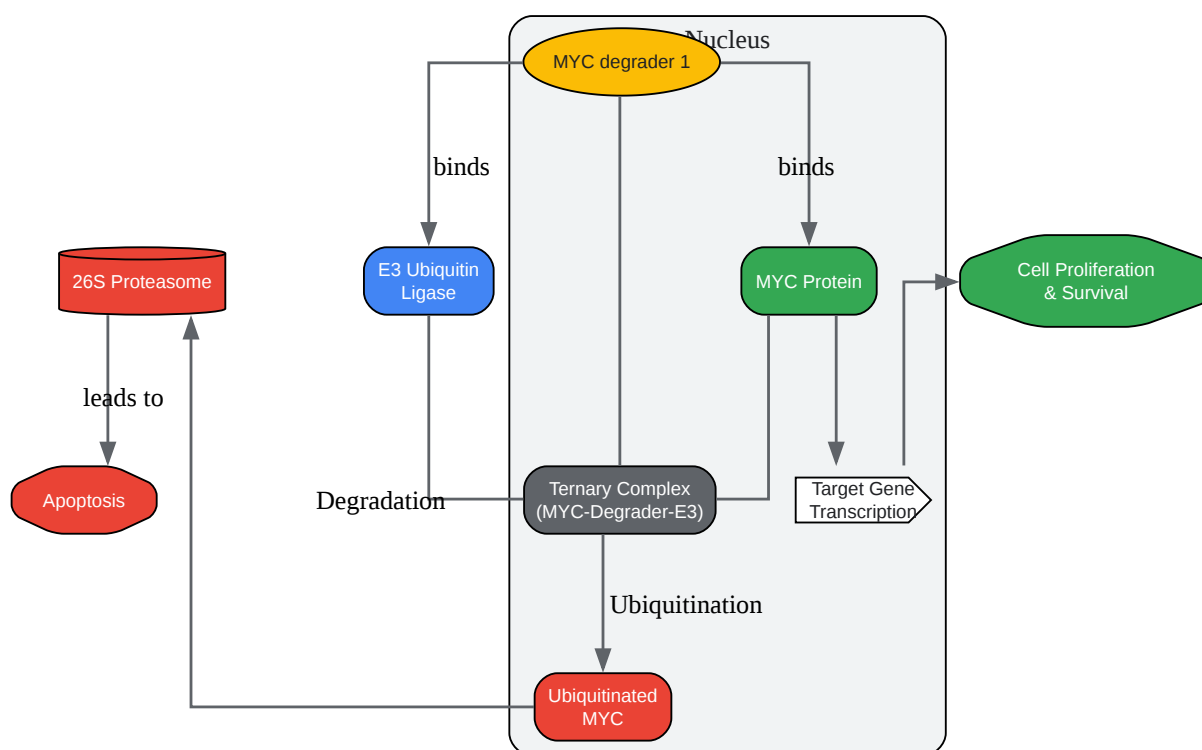 Nucleus
MYC degrader 1
binds
binds
26S Proteasome
E3 Ubiquitin
Ligase
MYC Protein
Cell Proliferation
& Survival
leads to
Apoptosis
Degradation
Ternary Complex
(MYC-Degrader-E3)
Target Gene
Transcription
Ubiquitination
Ubiquitinated
MYC